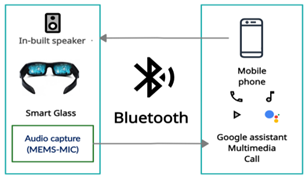 In-built speaker
Smart Glass
Audio capture
(MEMS-MIC)
Bluetooth
Mobile
phone
Google assistant
Multimedia
Call